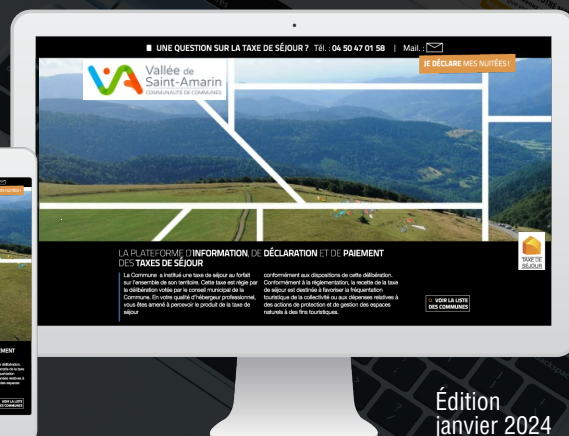 UNE QUESTION SUR LA TAXE DE SÉJOUR ? Tél. : 04 50 47 01 58 | Mail. :
JE DÉCLARE MES NUITÉES !
Vallée de
Saint-Amarin
COMMUNAUTÉ DE COMMUNES
LA PLATEFORME D'INFORMATION, DE DÉCLARATION ET DE PAIEMENT
DES TAXES DE SÉJOUR
La Commune a institué une taxe de séjour au forfait
sur l'ensemble de son territoire. Cette taxe est régie par
la délibération votée par le conseil municipal de la
Commune. En votre qualité d'hébergeur professionnel,
vous êtes amené à percevoir le produit de la taxe de
séjour
conformément aux dispositions de cette délibération.
Conformément à la réglementation, la recette de la taxe
de séjour est destinée à favoriser la fréquentation
touristique de la collectivité ou aux dépenses relatives à
des actions de protection et de gestion des espaces
naturels à des fins touristiques.
VOIR LA LISTE
DES COMMUNES
TAXE DE
SÉJOUR
VOIR LA LISTE
DES COMMUNES
Édition
janvier 2024